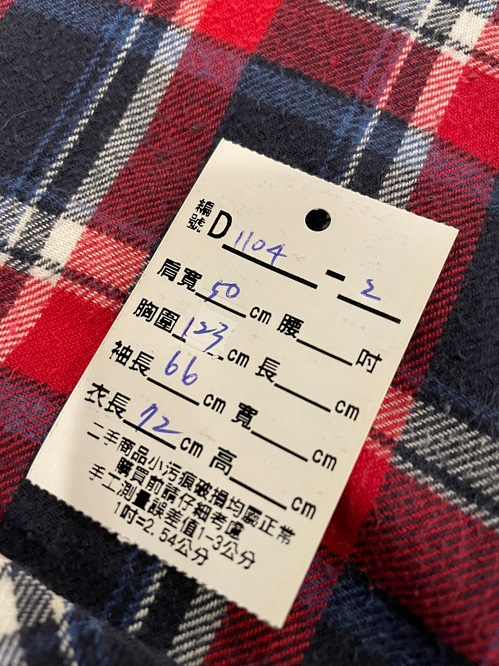 編號:D 1104 - 2
肩寬 50 cm 腰 吋
胸圍 123 cm 長 cm
袖長 66 cm 寬 cm
衣長 72 cm 高 cm
二手商品小污痕破損均屬正常
購買前請仔細考慮
手工測量誤差值1-3公分
1吋=2.54公分